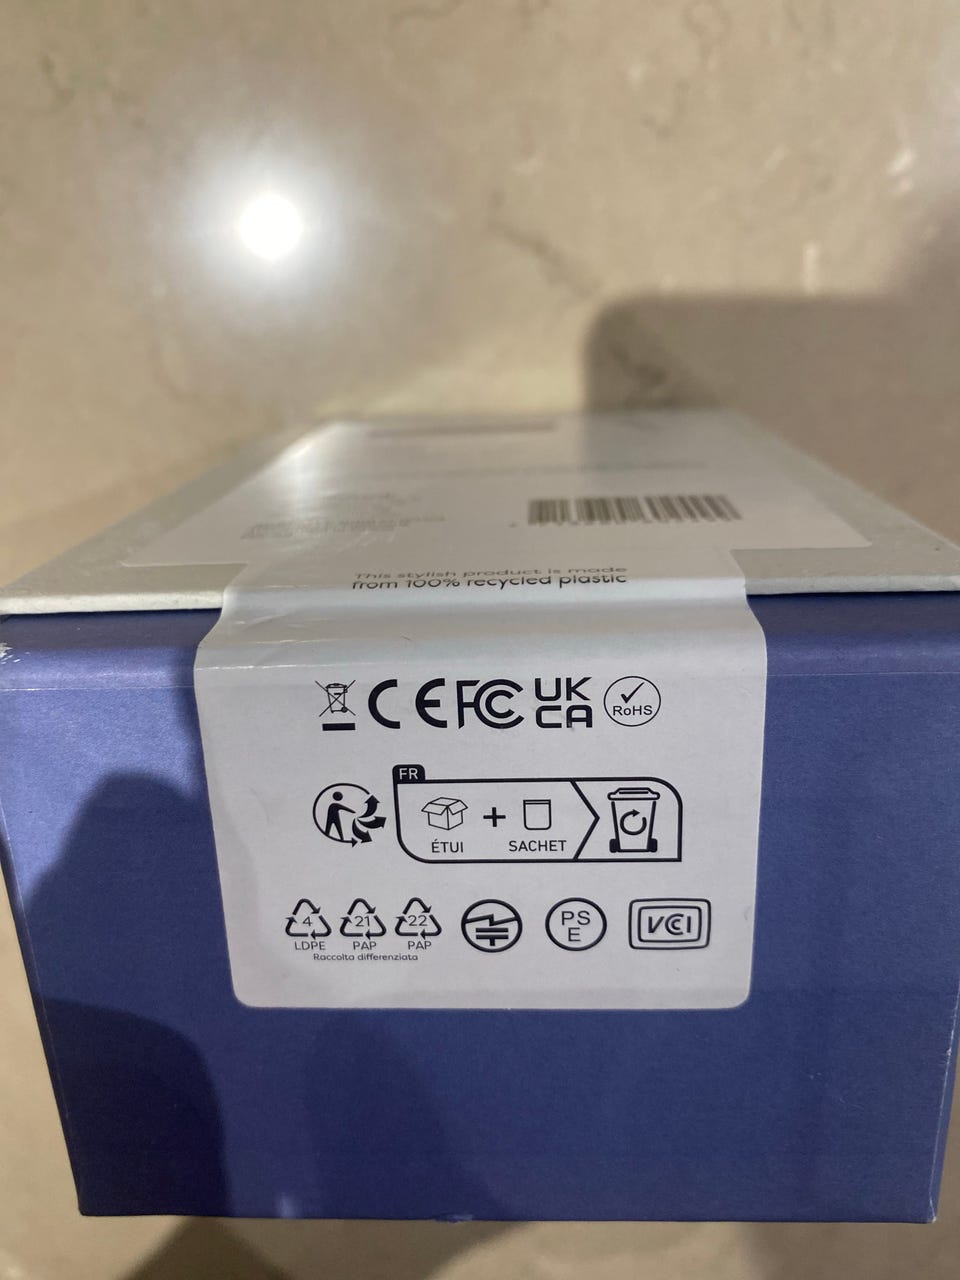 This stylish product is made
from 100% recycled plastic
CE FC UK CA RoHS
FR
ÉTUI + SACHET
4 21 22 PS E VCCI
LDPE PAP PAP
Raccolta differenziata